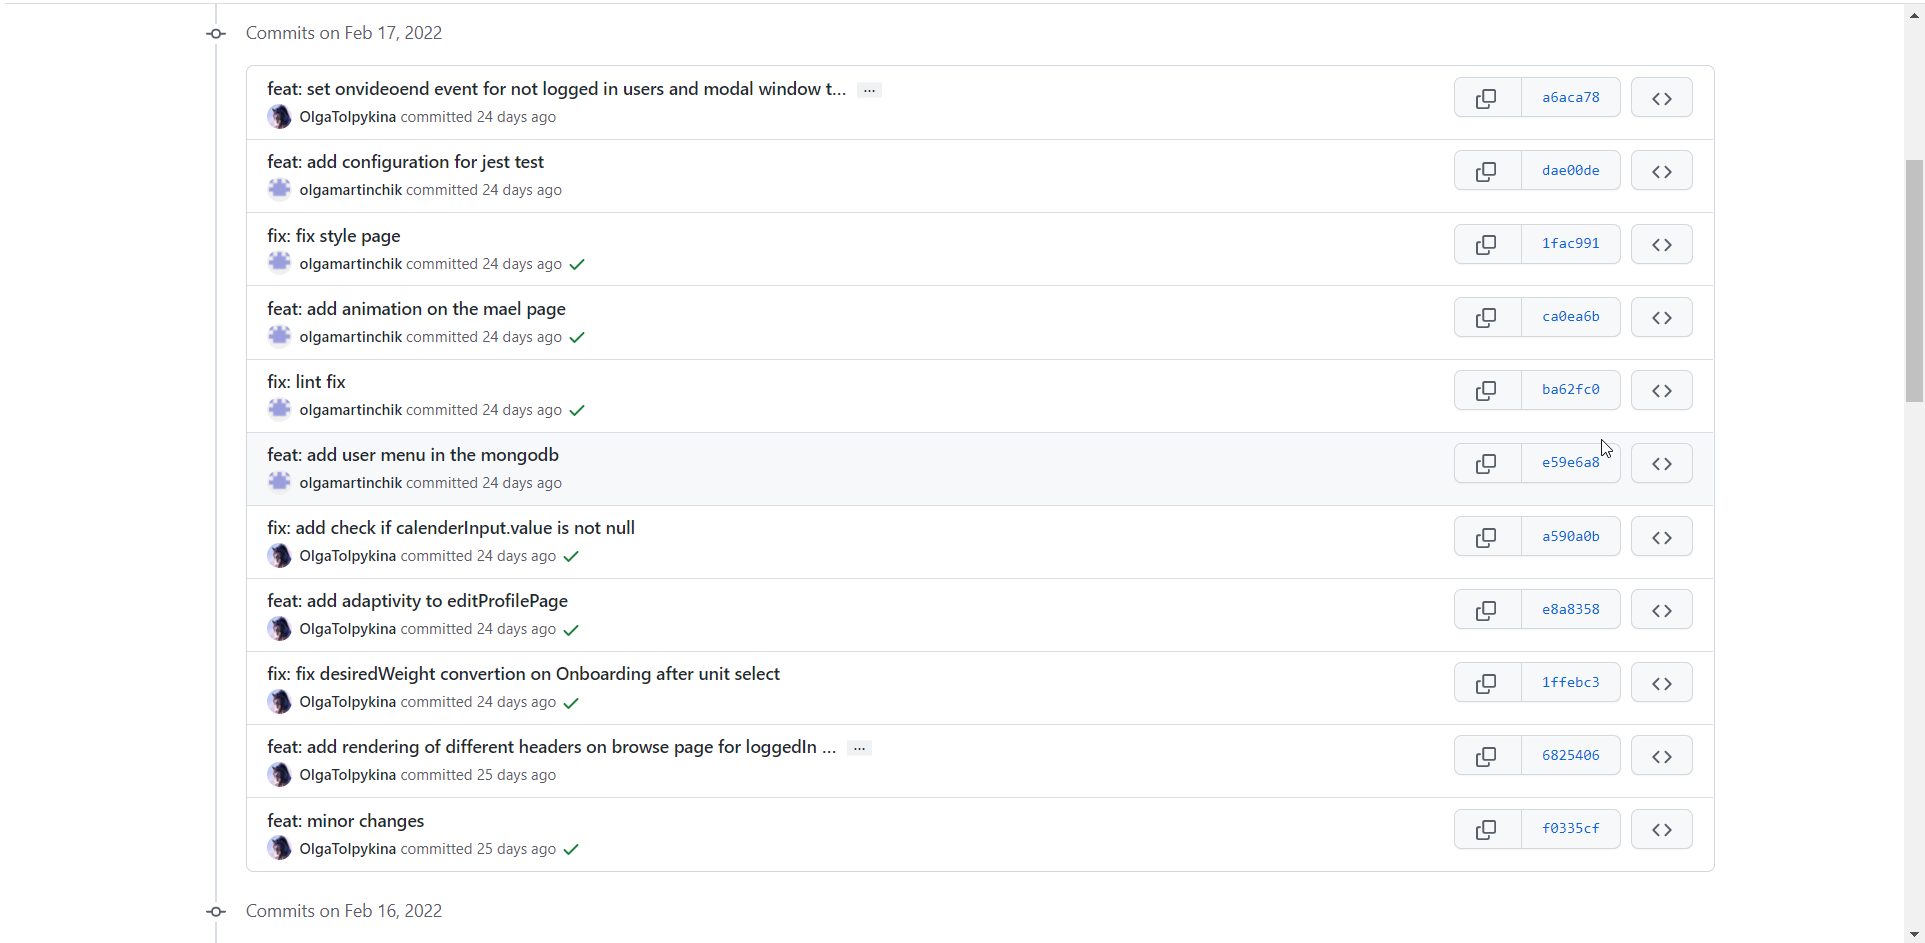 Commits on Feb 17, 2022
feat: set onvideoend event for not logged in users and modal window t... …
OlgaTolpykina committed 24 days ago
a6aca78
feat: add configuration for jest test
olgamartinchik committed 24 days ago
dae00de
fix: fix style page
olgamartinchik committed 24 days ago
1fac991
feat: add animation on the mael page
olgamartinchik committed 24 days ago
ca0ea6b
fix: lint fix
olgamartinchik committed 24 days ago
ba62fc0
feat: add user menu in the mongodb
olgamartinchik committed 24 days ago
e59e6a8
fix: add check if calenderInput.value is not null
OlgaTolpykina committed 24 days ago
a590a0b
feat: add adaptivity to editProfilePage
OlgaTolpykina committed 24 days ago
e8a8358
fix: fix desiredWeight convertion on Onboarding after unit select
OlgaTolpykina committed 24 days ago
1ffebc3
feat: add rendering of different headers on browse page for loggedIn ... …
OlgaTolpykina committed 25 days ago
6825406
feat: minor changes
OlgaTolpykina committed 25 days ago
f0335cf
Commits on Feb 16, 2022